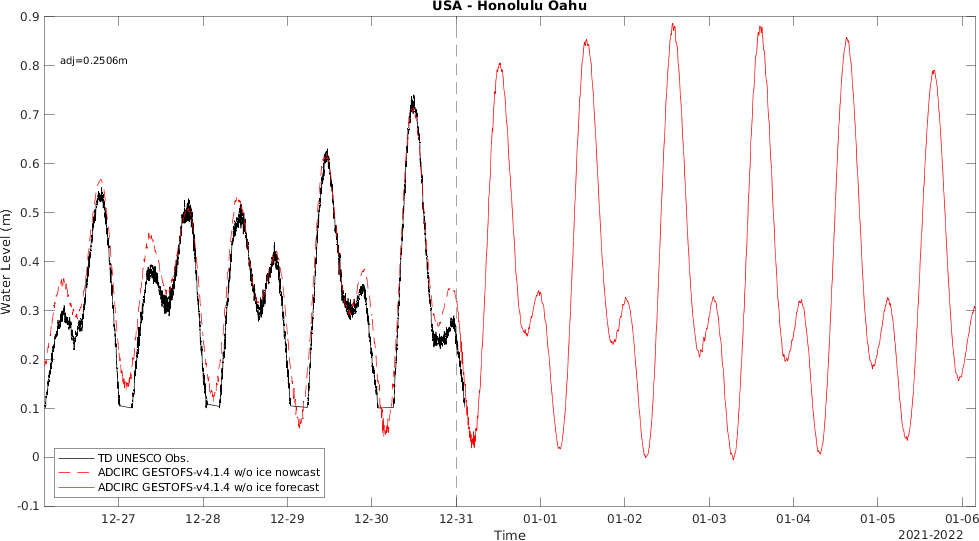 USA - Honolulu Oahu
adj=0.2506m
Water Level (m)
0.9
0.8
0.7
0.6
0.5
0.4
0.3
0.2
0.1
0
-0.1
TD UNESCO Obs.
ADCIRC GESTOFS-v4.1.4 w/o ice nowcast
ADCIRC GESTOFS-v4.1.4 w/o ice forecast
12-27 12-28 12-29 12-30 12-31 01-01 01-02 01-03 01-04 01-05 01-06
Time
2021-2022